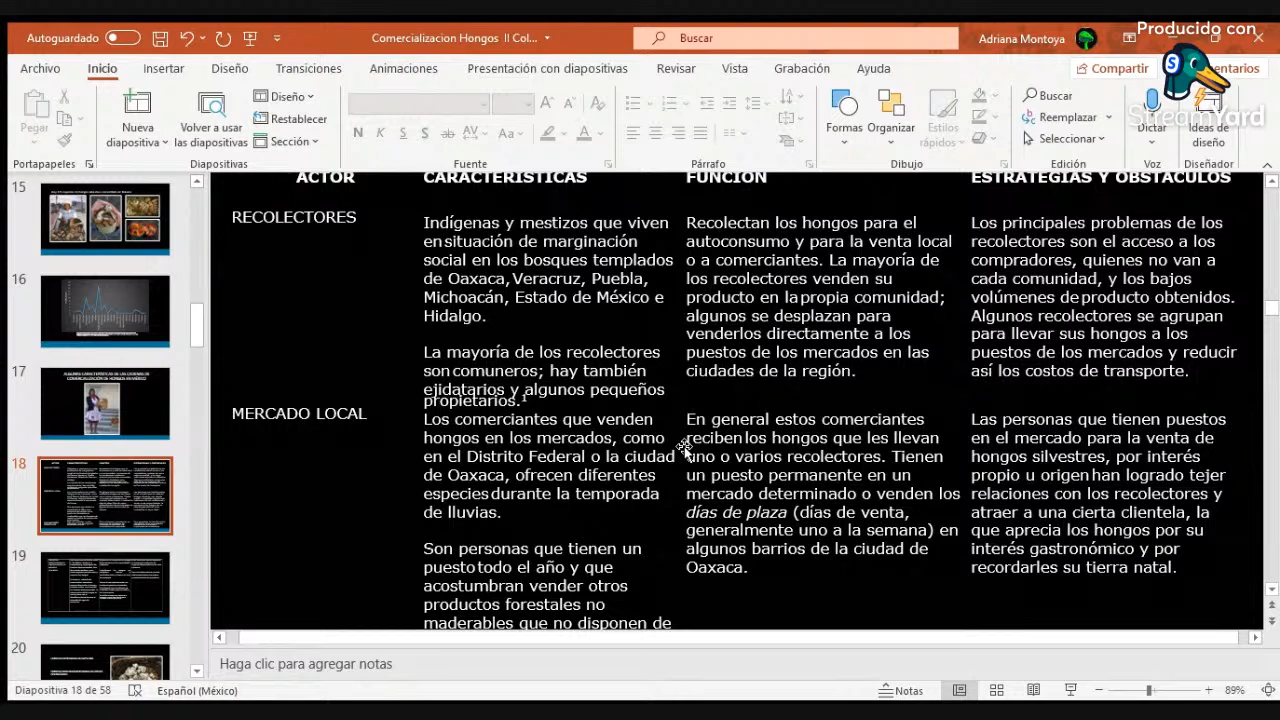 Producido con
StreamYard
Autoguardado
Comercializacion Hongos II Col...
Buscar
Adriana Montoya
Archivo
Inicio
Insertar
Diseño
Transiciones
Animaciones
Presentación con diapositivas
Revisar
Vista
Grabación
Ayuda
Compartir
Pegar
Nueva
diapositiva
Volver a usar
las diapositivas
Diseño
Restablecer
Sección
Formas
Organizar
Estilos
rápidos
Buscar
Reemplazar
Seleccionar
Dictar
Ideas de
diseño
Portapapeles
Diapositivas
Fuente
Párrafo
Dibujo
Edición
Voz
Diseñador
15
16
17
ALGUNAS CARACTERISTICAS DE LAS CADENAS DE
COMERCIALIZACIÓN DE HONGOS EN MÉXICO
18
19
20
ACTOR
CARACTERISTICAS
FUNCION
ESTRATEGIAS Y OBSTACULOS
RECOLECTORES
Indígenas y mestizos que viven
en situación de marginación
social en los bosques templados
de Oaxaca, Veracruz, Puebla,
Michoacán, Estado de México e
Hidalgo.
La mayoría de los recolectores
son comuneros, hay también
ejidatarios y algunos pequeños
propietarios.¹
Recolectan los hongos para el
autoconsumo y para la venta local
o a comerciantes. La mayoría de
los recolectores venden su
producto en la propia comunidad;
algunos se desplazan para
venderlos directamente a los
puestos de los mercados en las
ciudades de la región.
Los principales problemas de los
recolectores son el acceso a los
compradores, quienes no van a
cada comunidad, y los bajos
volúmenes de producto obtenidos.
Algunos recolectores se agrupan
para llevar sus hongos a los
puestos de los mercados y reducir
así los costos de transporte.
MERCADO LOCAL
Los comerciantes que venden
hongos en los mercados, como
en el Distrito Federal o la ciudad
de Oaxaca, ofrecen diferentes
especies durante la temporada
de lluvias.
Son personas que tienen un
puesto todo el año y que
acostumbran vender otros
productos forestales no
maderables que no disponen de
En general estos comerciantes
reciben los hongos que les llevan
uno o varios recolectores. Tienen
un puesto permanente en un
mercado de la ciudad o venden los
días de plaza (días de venta,
generalmente uno a la semana) en
algunos barrios de la ciudad de
Oaxaca.
Las personas que tienen puestos
en el mercado para la venta de
hongos silvestres, por interés
propio u origen han logrado tejer
relaciones con los recolectores y
atraer a una cierta clientela, la
que aprecia los hongos por su
interés gastronómico y por
recordarles su tierra natal.
Haga clic para agregar notas
Diapositiva 18 de 58
Español (México)
Notas
89%